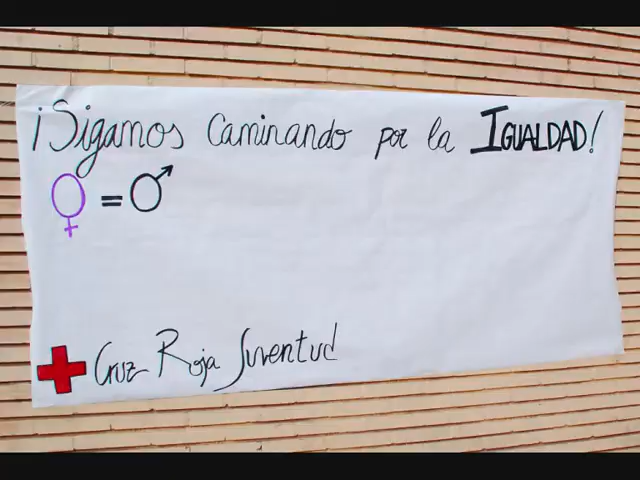 ¡Sigamos Caminando por la IGUALDAD!
♀ = ♂
Cruz Roja Juventud